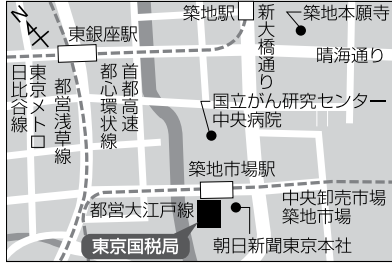 N
築地駅
新大橋通り
築地本願寺
東銀座駅
晴海通り
日比谷線
東京メトロ
都営浅草線
都心環状線
首都高速
国立がん研究センター
中央病院
築地市場駅
中央卸売市場
築地市場
都営大江戸線
東京国税局
朝日新聞東京本社